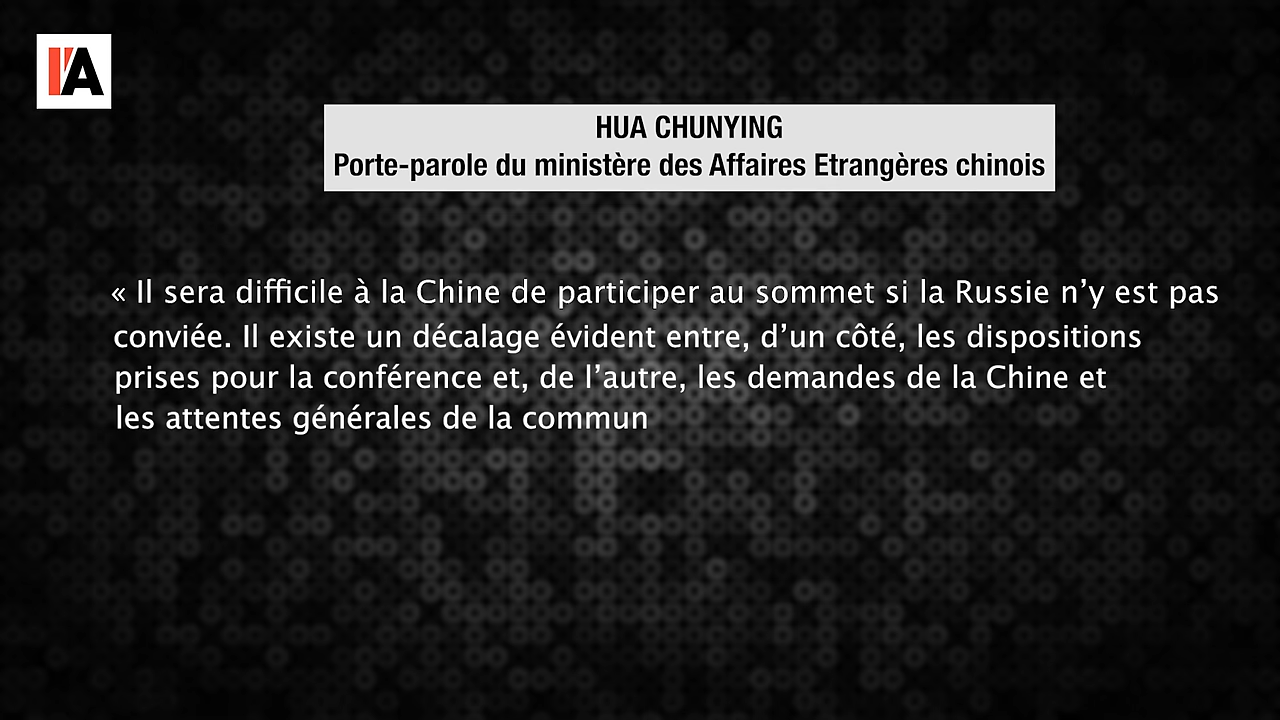 l'A
HUA CHUNYING
Porte-parole du ministère des Affaires Etrangères chinois
« Il sera difficile à la Chine de participer au sommet si la Russie n’y est pas
conviée. Il existe un décalage évident entre, d’un côté, les dispositions
prises pour la conférence et, de l’autre, les demandes de la Chine et
les attentes générales de la commun